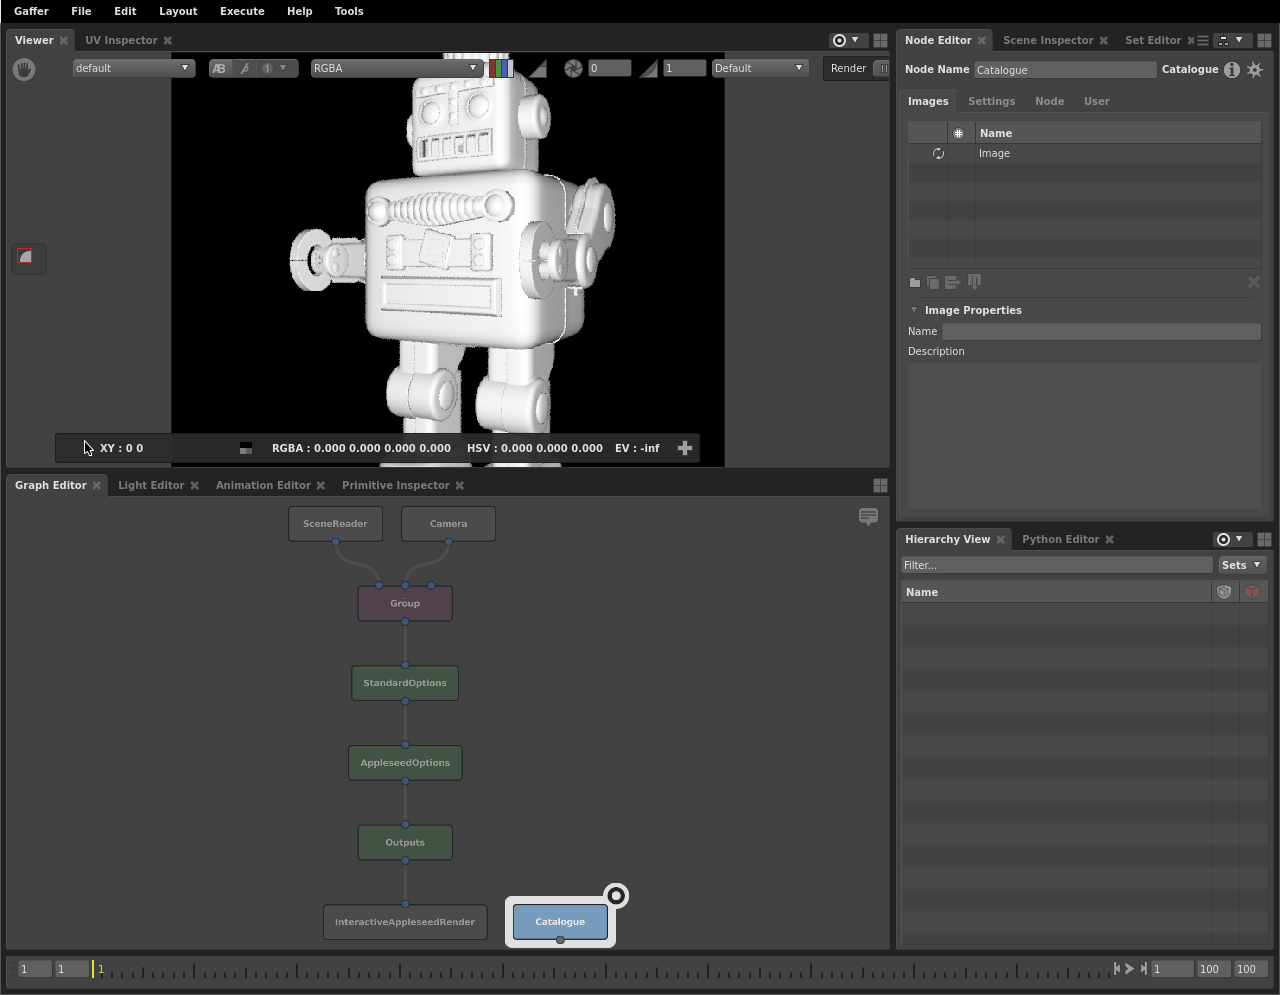 Gaffer File Edit Layout Execute Help Tools
Viewer UV Inspector
default AB 1 RGBA 0 1 Default Render
XY : 0 0 RGBA : 0.000 0.000 0.000 0.000 HSV : 0.000 0.000 0.000 EV : -inf
Graph Editor Light Editor Animation Editor Primitive Inspector
SceneReader Camera
Group
StandardOptions
AppleseedOptions
Outputs
InteractiveAppleseedRender Catalogue
Node Editor Scene Inspector Set Editor
Node Name Catalogue Catalogue
Images Settings Node User
Name
Image
Image Properties
Name
Description
Hierarchy View Python Editor
Filter... Sets
Name
1 1 1 1 100 100